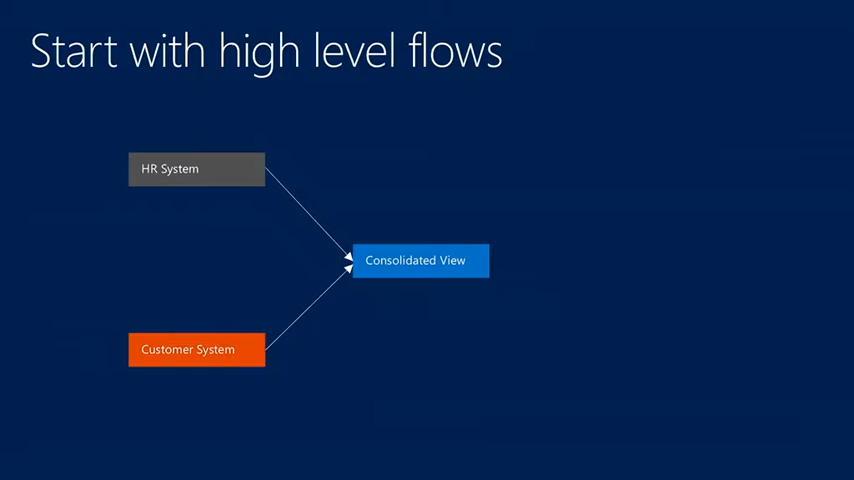 Start with high level flows
HR System
Consolidated View
Customer System